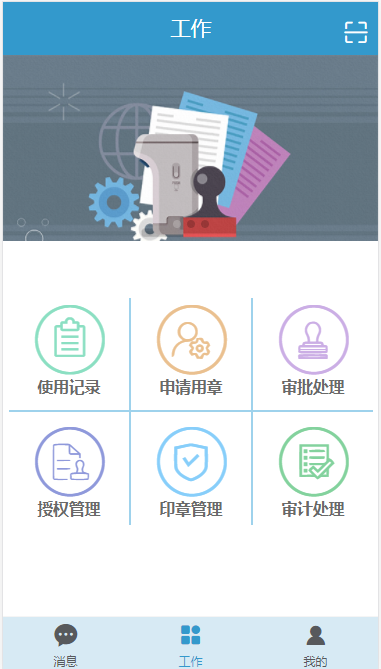 工作
使用记录
申请用章
审批处理
授权管理
印章管理
审计处理
消息
工作
我的